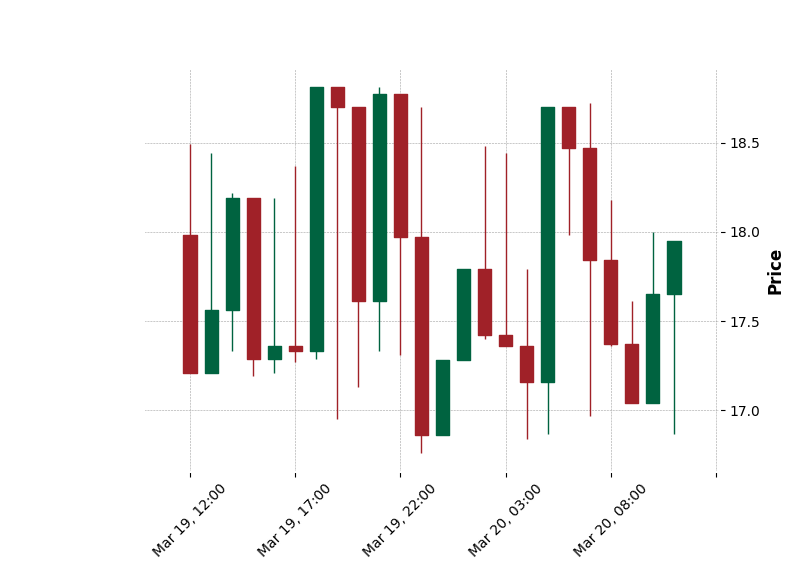 18.5
18.0
17.5
17.0
Price
Mar 19, 12:00
Mar 19, 17:00
Mar 19, 22:00
Mar 20, 03:00
Mar 20, 08:00